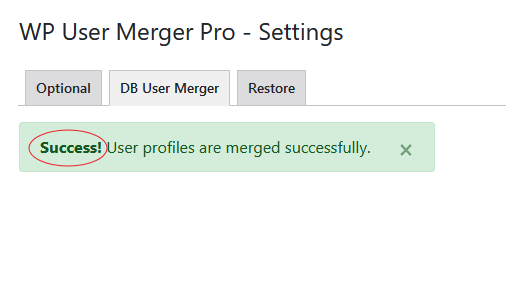 WP User Merger Pro - Settings
Optional DB User Merger Restore
Success! User profiles are merged successfully. ×